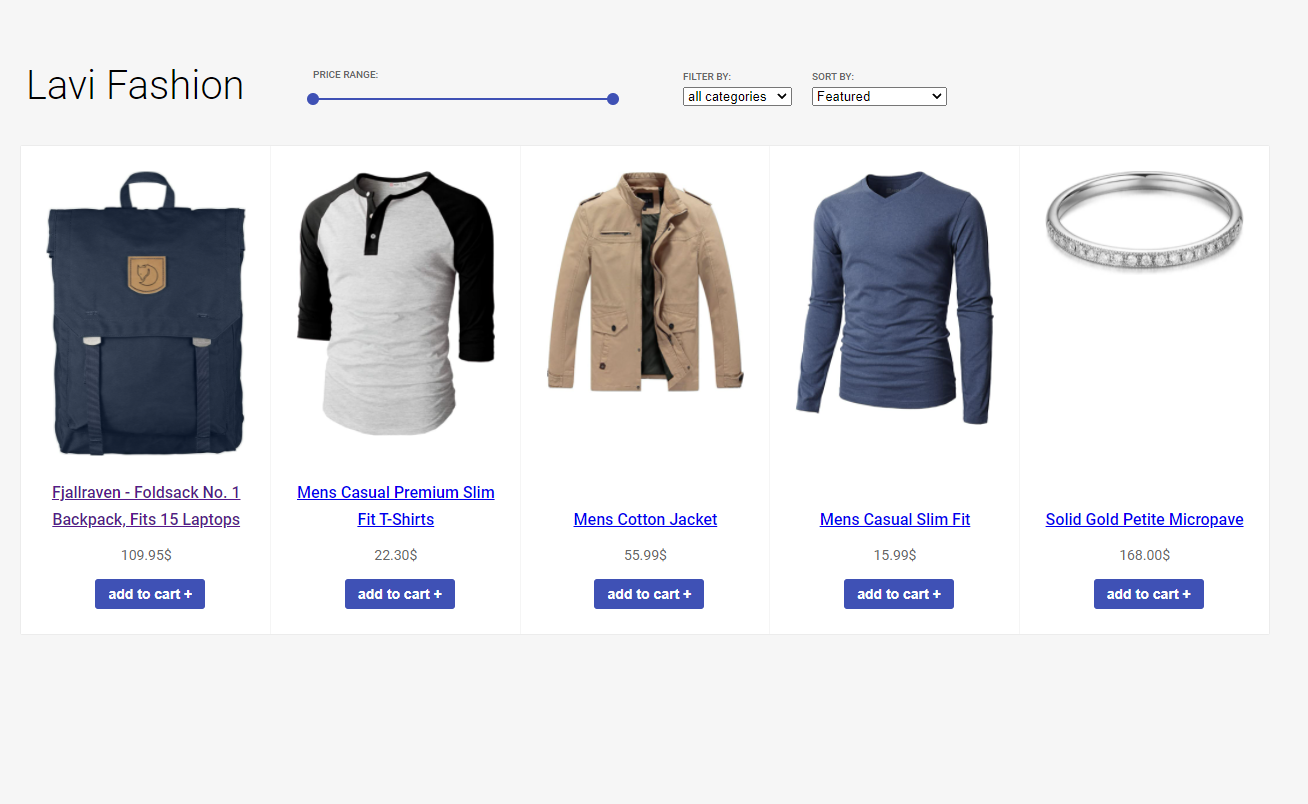 Lavi Fashion
PRICE RANGE:
FILTER BY:
all categories
SORT BY:
Featured
Fjallraven - Foldsack No. 1
Backpack, Fits 15 Laptops
109.95$
add to cart +
Mens Casual Premium Slim
Fit T-Shirts
22.30$
add to cart +
Mens Cotton Jacket
55.99$
add to cart +
Mens Casual Slim Fit
15.99$
add to cart +
Solid Gold Petite Micropave
168.00$
add to cart +